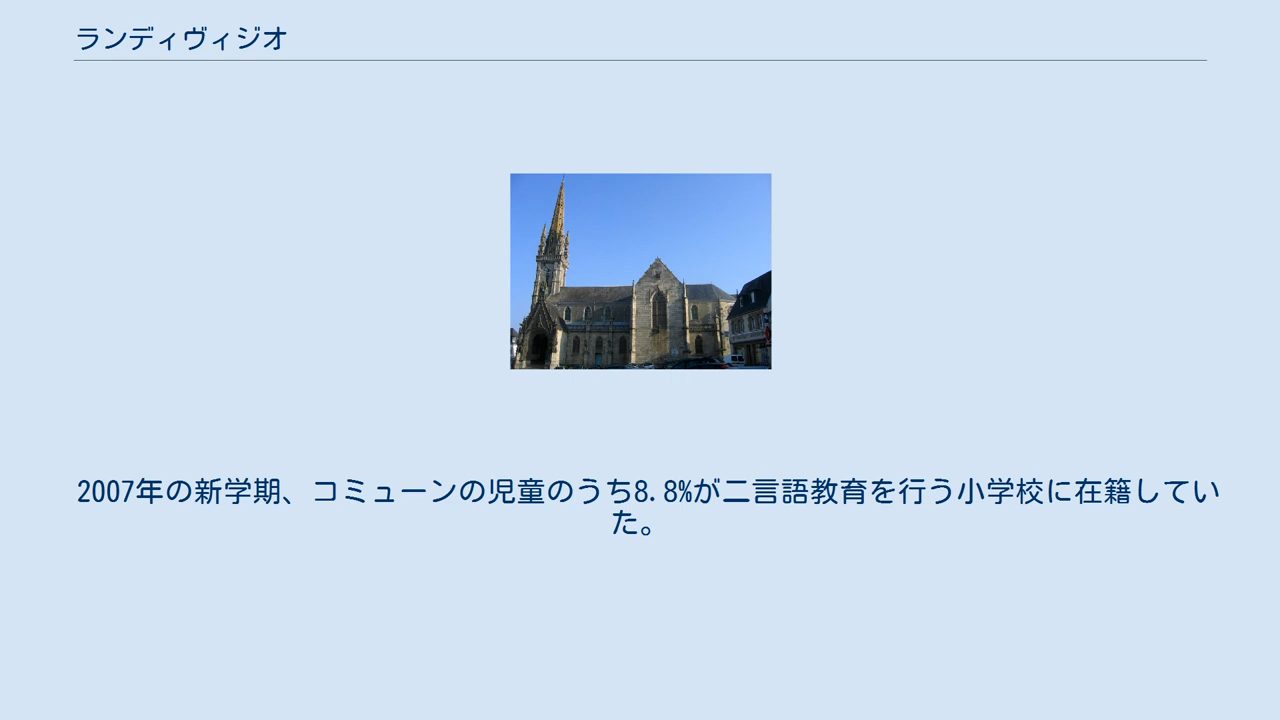 ランディヴィジオ
2007年の新学期、コミューンの児童のうち8.8%が二言語教育を行う小学校に在籍してい
た。